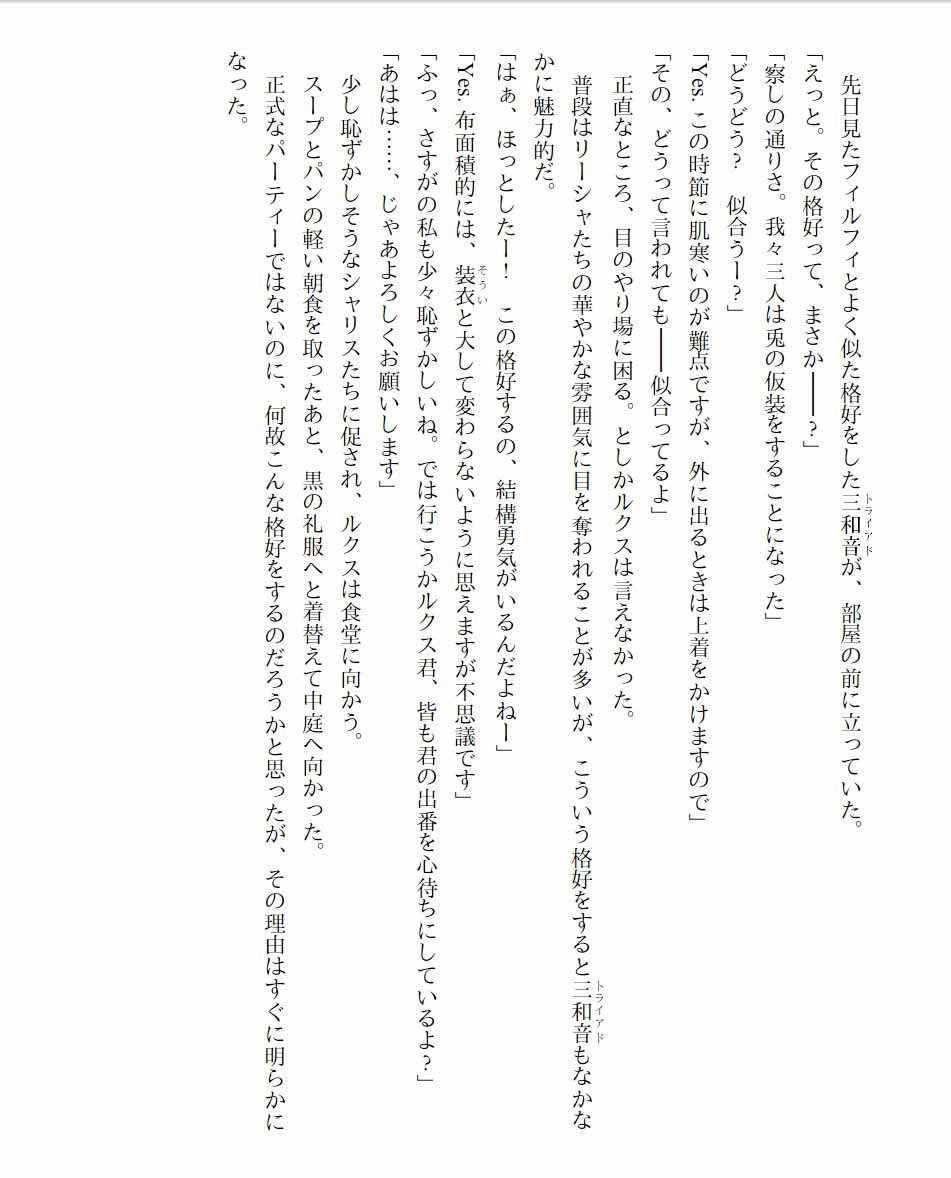 先日見たフィルフィとよく似た格好をした三和音が、部屋の前に立っていた。
「えっと。その格好って、まさか――？」
「察しの通りさ。我々三人は兎の仮装をすることになった」
「どうどう？　似合うー？」
「Yes. この時節に肌寒いのが難点ですが、外に出るときは上着をかけますので」
「その、どうって言われても――似合ってるよ」
正直なところ、目のやり場に困る。としかルクスは言えなかった。
普段はリーシャたちの華やかな雰囲気に目を奪われることが多いが、こういう格好をすると三和音もなかな
かに魅力的だ。
「はぁ、ほっとしたー！　この格好するの、結構勇気がいるんだよねー」
「Yes. 布面積的には、装衣と大して変わらないように思えますが不思議です」
「ふっ、さすがの私も少々恥ずかしいね。では行こうかルクス君、皆も君の出番を心待ちにしているよ？」
「あはは……、じゃあよろしくお願いします」
少し恥ずかしそうなシャリスたちに促され、ルクスは食堂に向かう。
スープとパンの軽い朝食を取ったあと、黒の礼服へと着替えて中庭へ向かった。
正式なパーティーではないのに、何故こんな格好をするのだろうかと思ったが、その理由はすぐに明らかに
なった。
トライアド
トライアド
そうい